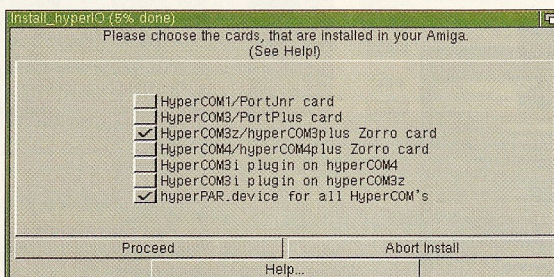 Install_hyperIO (5% done)
Please choose the cards, that are installed in your Amiga.
(See Help!)
HyperCOM1/PortJnr card
HyperCOM3/PortPlus card
HyperCOM3z/hyperCOM3plus Zorro card
HyperCOM4/hyperCOM4plus Zorro card
HyperCOM3i plugin on hyperCOM4
HyperCOM3i plugin on hyperCOM3z
hyperPAR.device for all HyperCOM's
Proceed
Abort Install
Help...